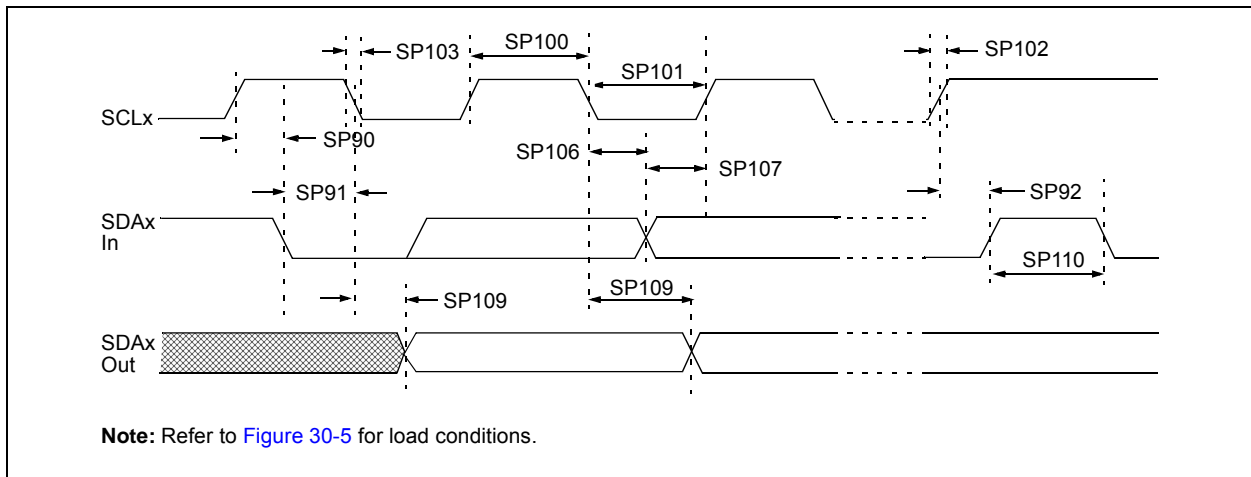 SP103
SP100
SP102
SP101
SCLx
SP90
SP106
SP107
SP91
SP92
SDAx
In
SP110
SP109
SP109
SDAx
Out
Note: Refer to Figure 30-5 for load conditions.